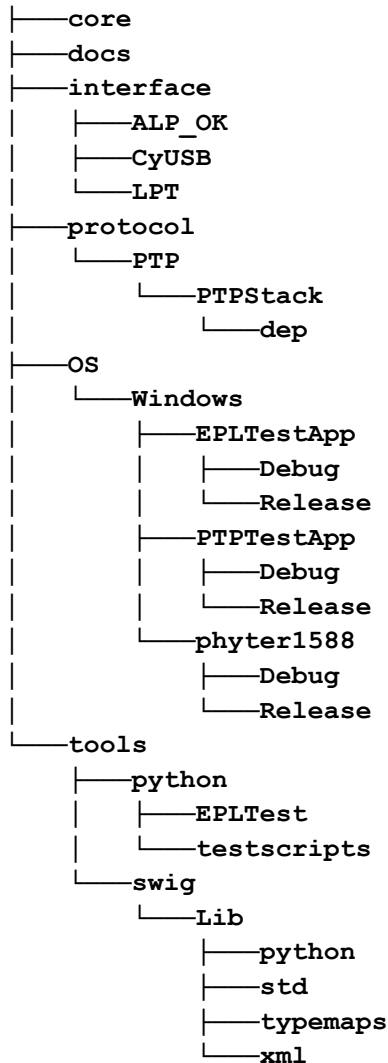 core
docs
interface
ALP_OK
CyUSB
LPT
protocol
PTP
PTPStack
dep
OS
Windows
EPLTestApp
Debug
Release
PTPTestApp
Debug
Release
phyter1588
Debug
Release
tools
python
EPLTest
testscripts
swig
Lib
python
std
typemaps
xml